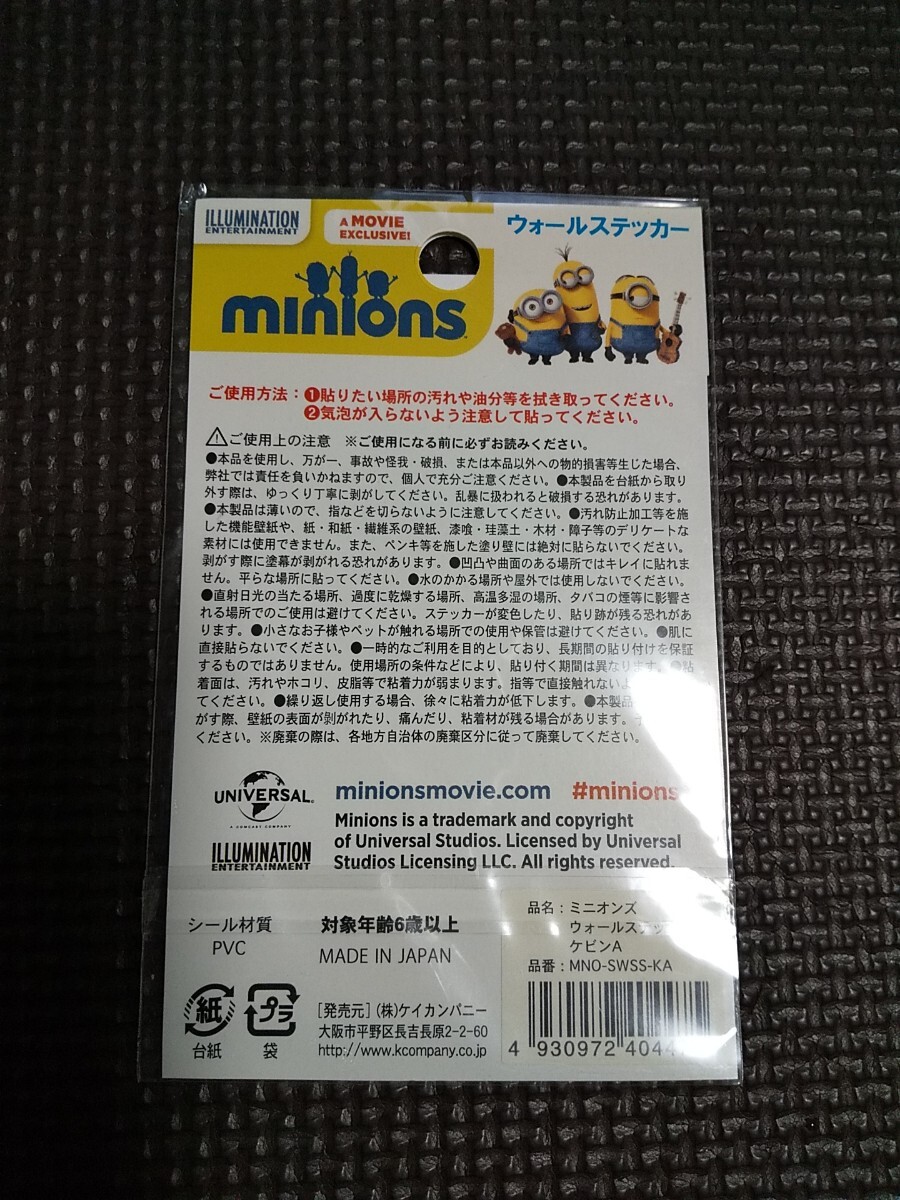 ILLUMINATION
ENTERTAINMENT
A MOVIE
EXCLUSIVE!
ウォールステッカー
minions
ご使用方法：❶貼りたい場所の汚れや油分等を拭き取ってください。
❷気泡が入らないよう注意して貼ってください。
⚠ご使用上の注意 ※ご使用になる前に必ずお読みください。
●本品を使用し、万が一、事故や怪我・破損、または本品以外への物的損害等生じた場合、
弊社では責任を負いかねますので、個人で充分ご注意ください。●本製品を台紙から取り
外す際は、ゆっくり丁寧に剥がしてください。乱暴に扱われると破損する恐れがあります。
●本製品は薄いので、指などを切らないように注意してください。●汚れ防止加工等を施
した機能壁紙や、紙・和紙・繊維系の壁紙、漆喰・珪藻土・木材・障子等のデリケートな
素材には使用できません。また、ペンキ等を施した塗り壁には絶対に貼らないでください。
剥がす際に塗幕が剥がれる恐れがあります。●凹凸や曲面のある場所ではキレイに貼れま
せん。平らな場所に貼ってください。●水のかかる場所や屋外では使用しないでください。
●直射日光の当たる場所、過度に乾燥する場所、高温多湿の場所、タバコの煙等に影響さ
れる場所でのご使用は避けてください。ステッカーが変色したり、貼り跡が残る恐れがあ
ります。●小さなお子様やペットが触れる場所での使用や保管は避けてください。●肌に
直接貼らないでください。●一時的なご利用を目的としており、長期間の貼り付けを保証
するものではありません。使用場所の条件などにより、貼り付く期間は異なります。●粘
着面は、汚れやホコリ、皮脂等で粘着力が弱まります。指等で直接触れないよ
てください。●繰り返し使用する場合、徐々に粘着力が低下します。●本製品
がす際、壁紙の表面が剥がれたり、痛んだり、粘着材が残る場合があります。
ください。※廃棄の際は、各地方自治体の廃棄区分に従って廃棄してください。
UNIVERSAL
A COMCAST COMPANY
minionsmovie.com #minions
Minions is a trademark and copyright
of Universal Studios. Licensed by Universal
Studios Licensing LLC. All rights reserved.
ILLUMINATION
ENTERTAINMENT
シール材質
PVC
対象年齢6歳以上
MADE IN JAPAN
品名：ミニオンズ
ウォールステッ
ケビンA
品番：MNO-SWSS-KA
紙
台紙
プラ
袋
[発売元] (株)ケイカンパニー
大阪市平野区長吉長原2-2-60
http://www.kcompany.co.jp
4 930972 4044